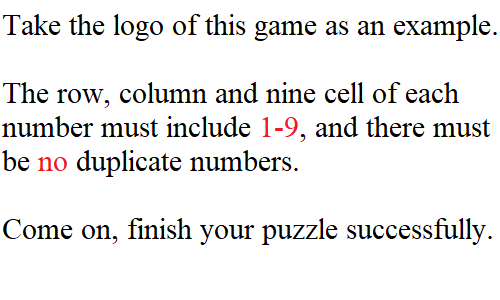 Take the logo of this game as an example.
The row, column and nine cell of each
number must include 1-9, and there must
be no duplicate numbers.
Come on, finish your puzzle successfully.